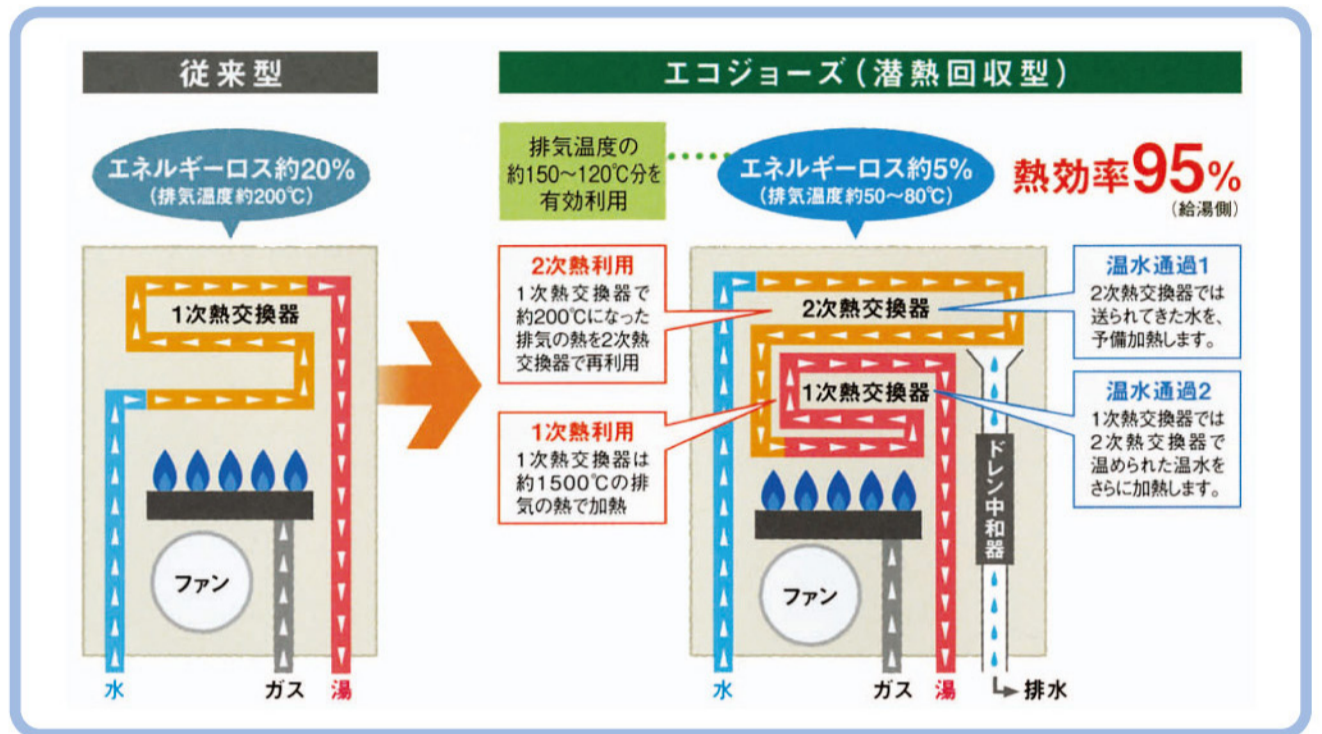 従来型
エネルギーロス約20%
(排気温度約200℃)
1次熱交換器
ファン
水
ガス
湯
エコジョーズ(潜熱回収型)
排気温度の
約150～120℃分を
有効利用
エネルギーロス約5%
(排気温度約50～80℃)
熱効率95%
(給湯側)
2次熱利用
1次熱交換器で
約200℃になった
排気の熱を2次熱
交換器で再利用
1次熱利用
1次熱交換器は
約1500℃の排
気の熱で加熱
2次熱交換器
1次熱交換器
ファン
ドレン中和器
水
ガス
湯
排水
温水通過1
2次熱交換器では
送られてきた水を、
予備加熱します。
温水通過2
1次熱交換器では
2次熱交換器で
温められた温水を
さらに加熱します。